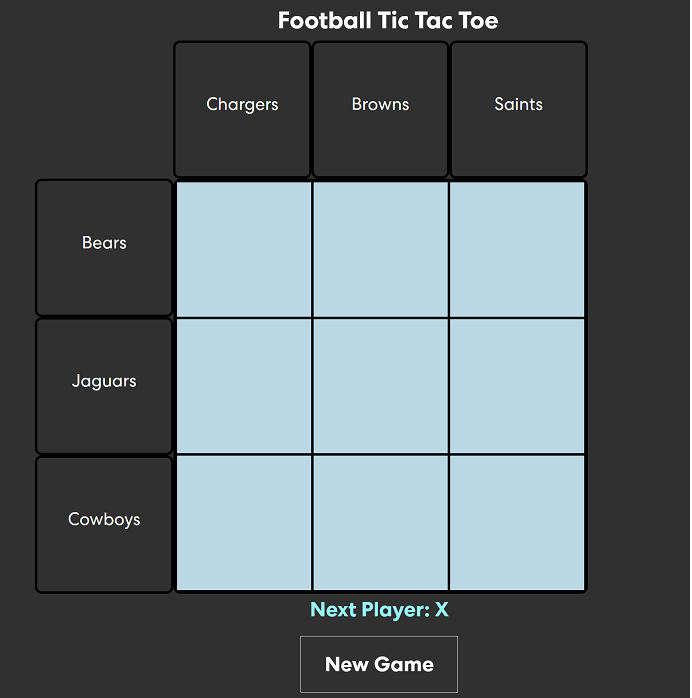 Football Tic Tac Toe
Chargers Browns Saints
Bears
Jaguars
Cowboys
Next Player: X
New Game